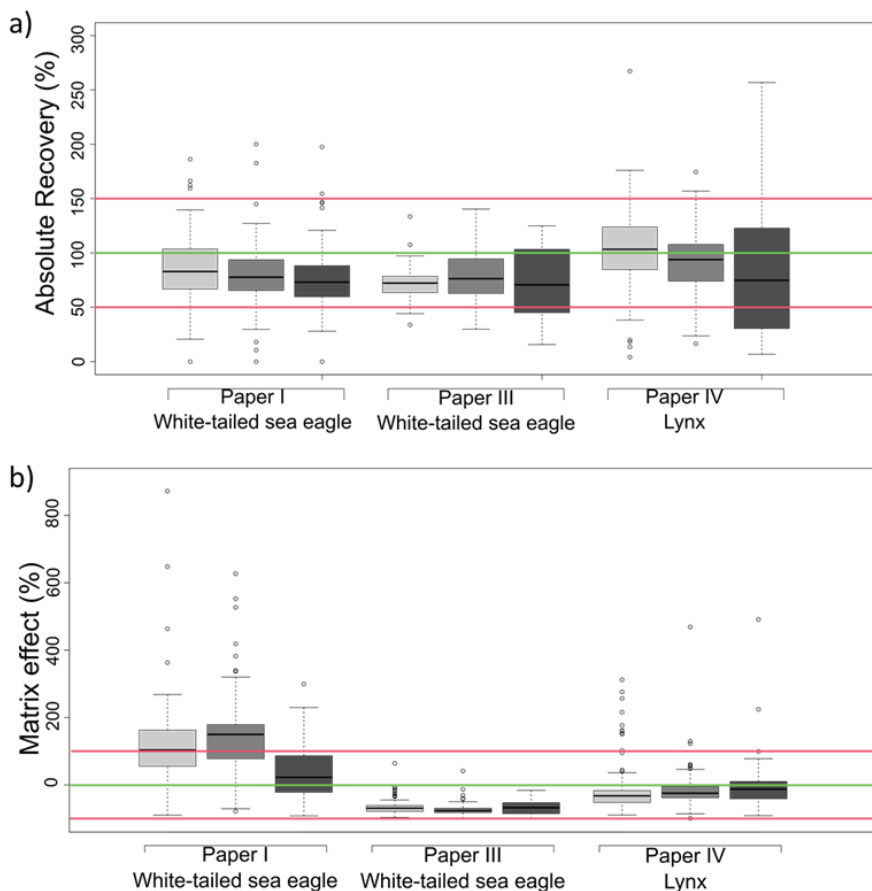 a)
Absolute Recovery (%)
300
250
200
150
100
50
0
Paper I
White-tailed sea eagle
Paper III
White-tailed sea eagle
Paper IV
Lynx
b)
Matrix effect (%)
800
600
400
200
0
Paper I
White-tailed sea eagle
Paper III
White-tailed sea eagle
Paper IV
Lynx